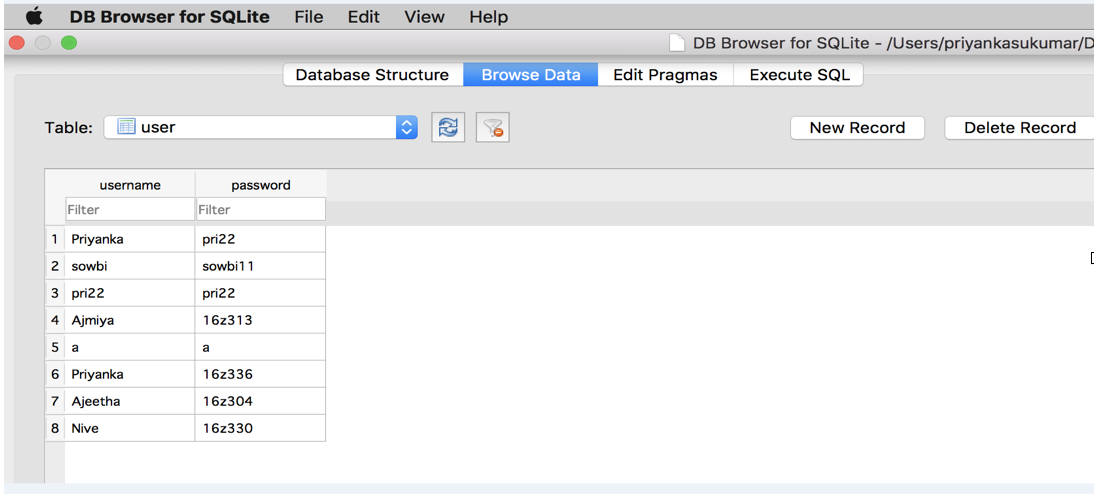 DB Browser for SQLite File Edit View Help
DB Browser for SQLite - /Users/priyankasukumar/D
Database Structure Browse Data Edit Pragmas Execute SQL
Table: user New Record Delete Record
username password
Filter Filter
1 Priyanka pri22
2 sowbi sowbi11
3 pri22 pri22
4 Ajmiya 16z313
5 a a
6 Priyanka 16z336
7 Ajeetha 16z304
8 Nive 16z330